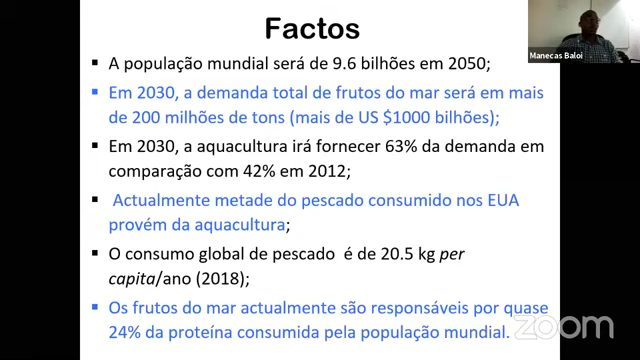 Factos
Manecas Baloi
▪ A população mundial será de 9.6 bilhões em 2050;
▪ Em 2030, a demanda total de frutos do mar será em mais
de 200 milhões de tons (mais de US $1000 bilhões);
▪ Em 2030, a aquacultura irá fornecer 63% da demanda em
comparação com 42% em 2012;
▪ Actualmente metade do pescado consumido nos EUA
provém da aquacultura;
▪ O consumo global de pescado é de 20.5 kg per
capita/ano (2018);
▪ Os frutos do mar actualmente são responsáveis por quase
24% da proteína consumida pela população mundial.
zoom